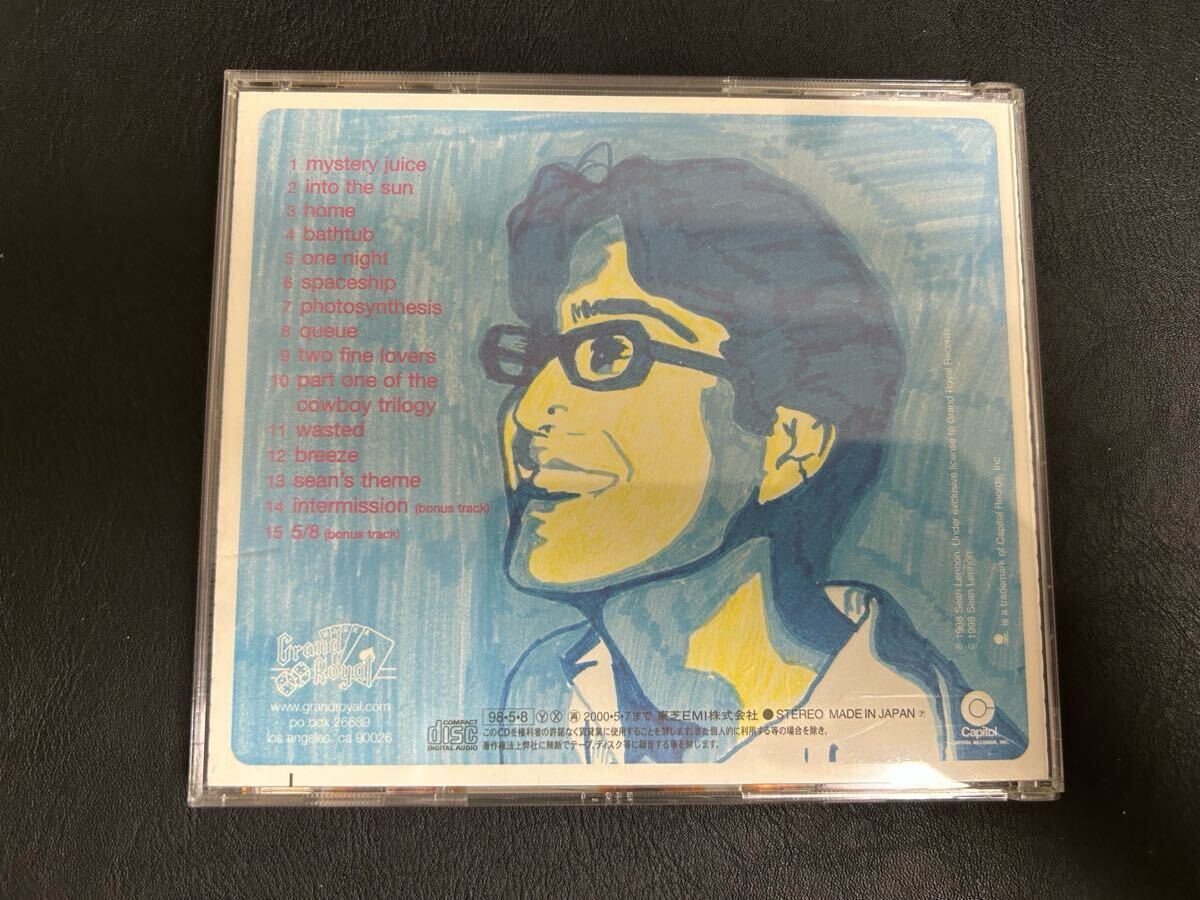 1 mystery juice
2 into the sun
3 home
4 bathtub
5 one night
6 spaceship
7 photosynthesis
8 queue
9 two fine lovers
10 part one of the
cowboy trilogy
11 wasted
12 breeze
13 sean's theme
14 intermission (bonus track)
15 5/8 (bonus track)
Grand
Royal
www.grandroyal.com
po box 26689
los angeles, ca 90026
COMPACT
disc
DIGITAL AUDIO
98・5・8 Y X 再 2000・5・7まで 東芝EMI株式会社 ●STEREO MADE IN JAPAN
このCDを権利者の許諾なく賃貸業に使用することを禁じます。また個人的に利用する等の場合を除き、
著作権法上弊社に無断でテープ、ディスク等に録音する事を禁じます。
Capitol
CAPITOL RECORDS, INC.
℗ 1998 Sean Lennon. Under exclusive license to Grand Royal Records.
© 1998 Sean Lennon
is a trademark of Capitol Records, Inc.